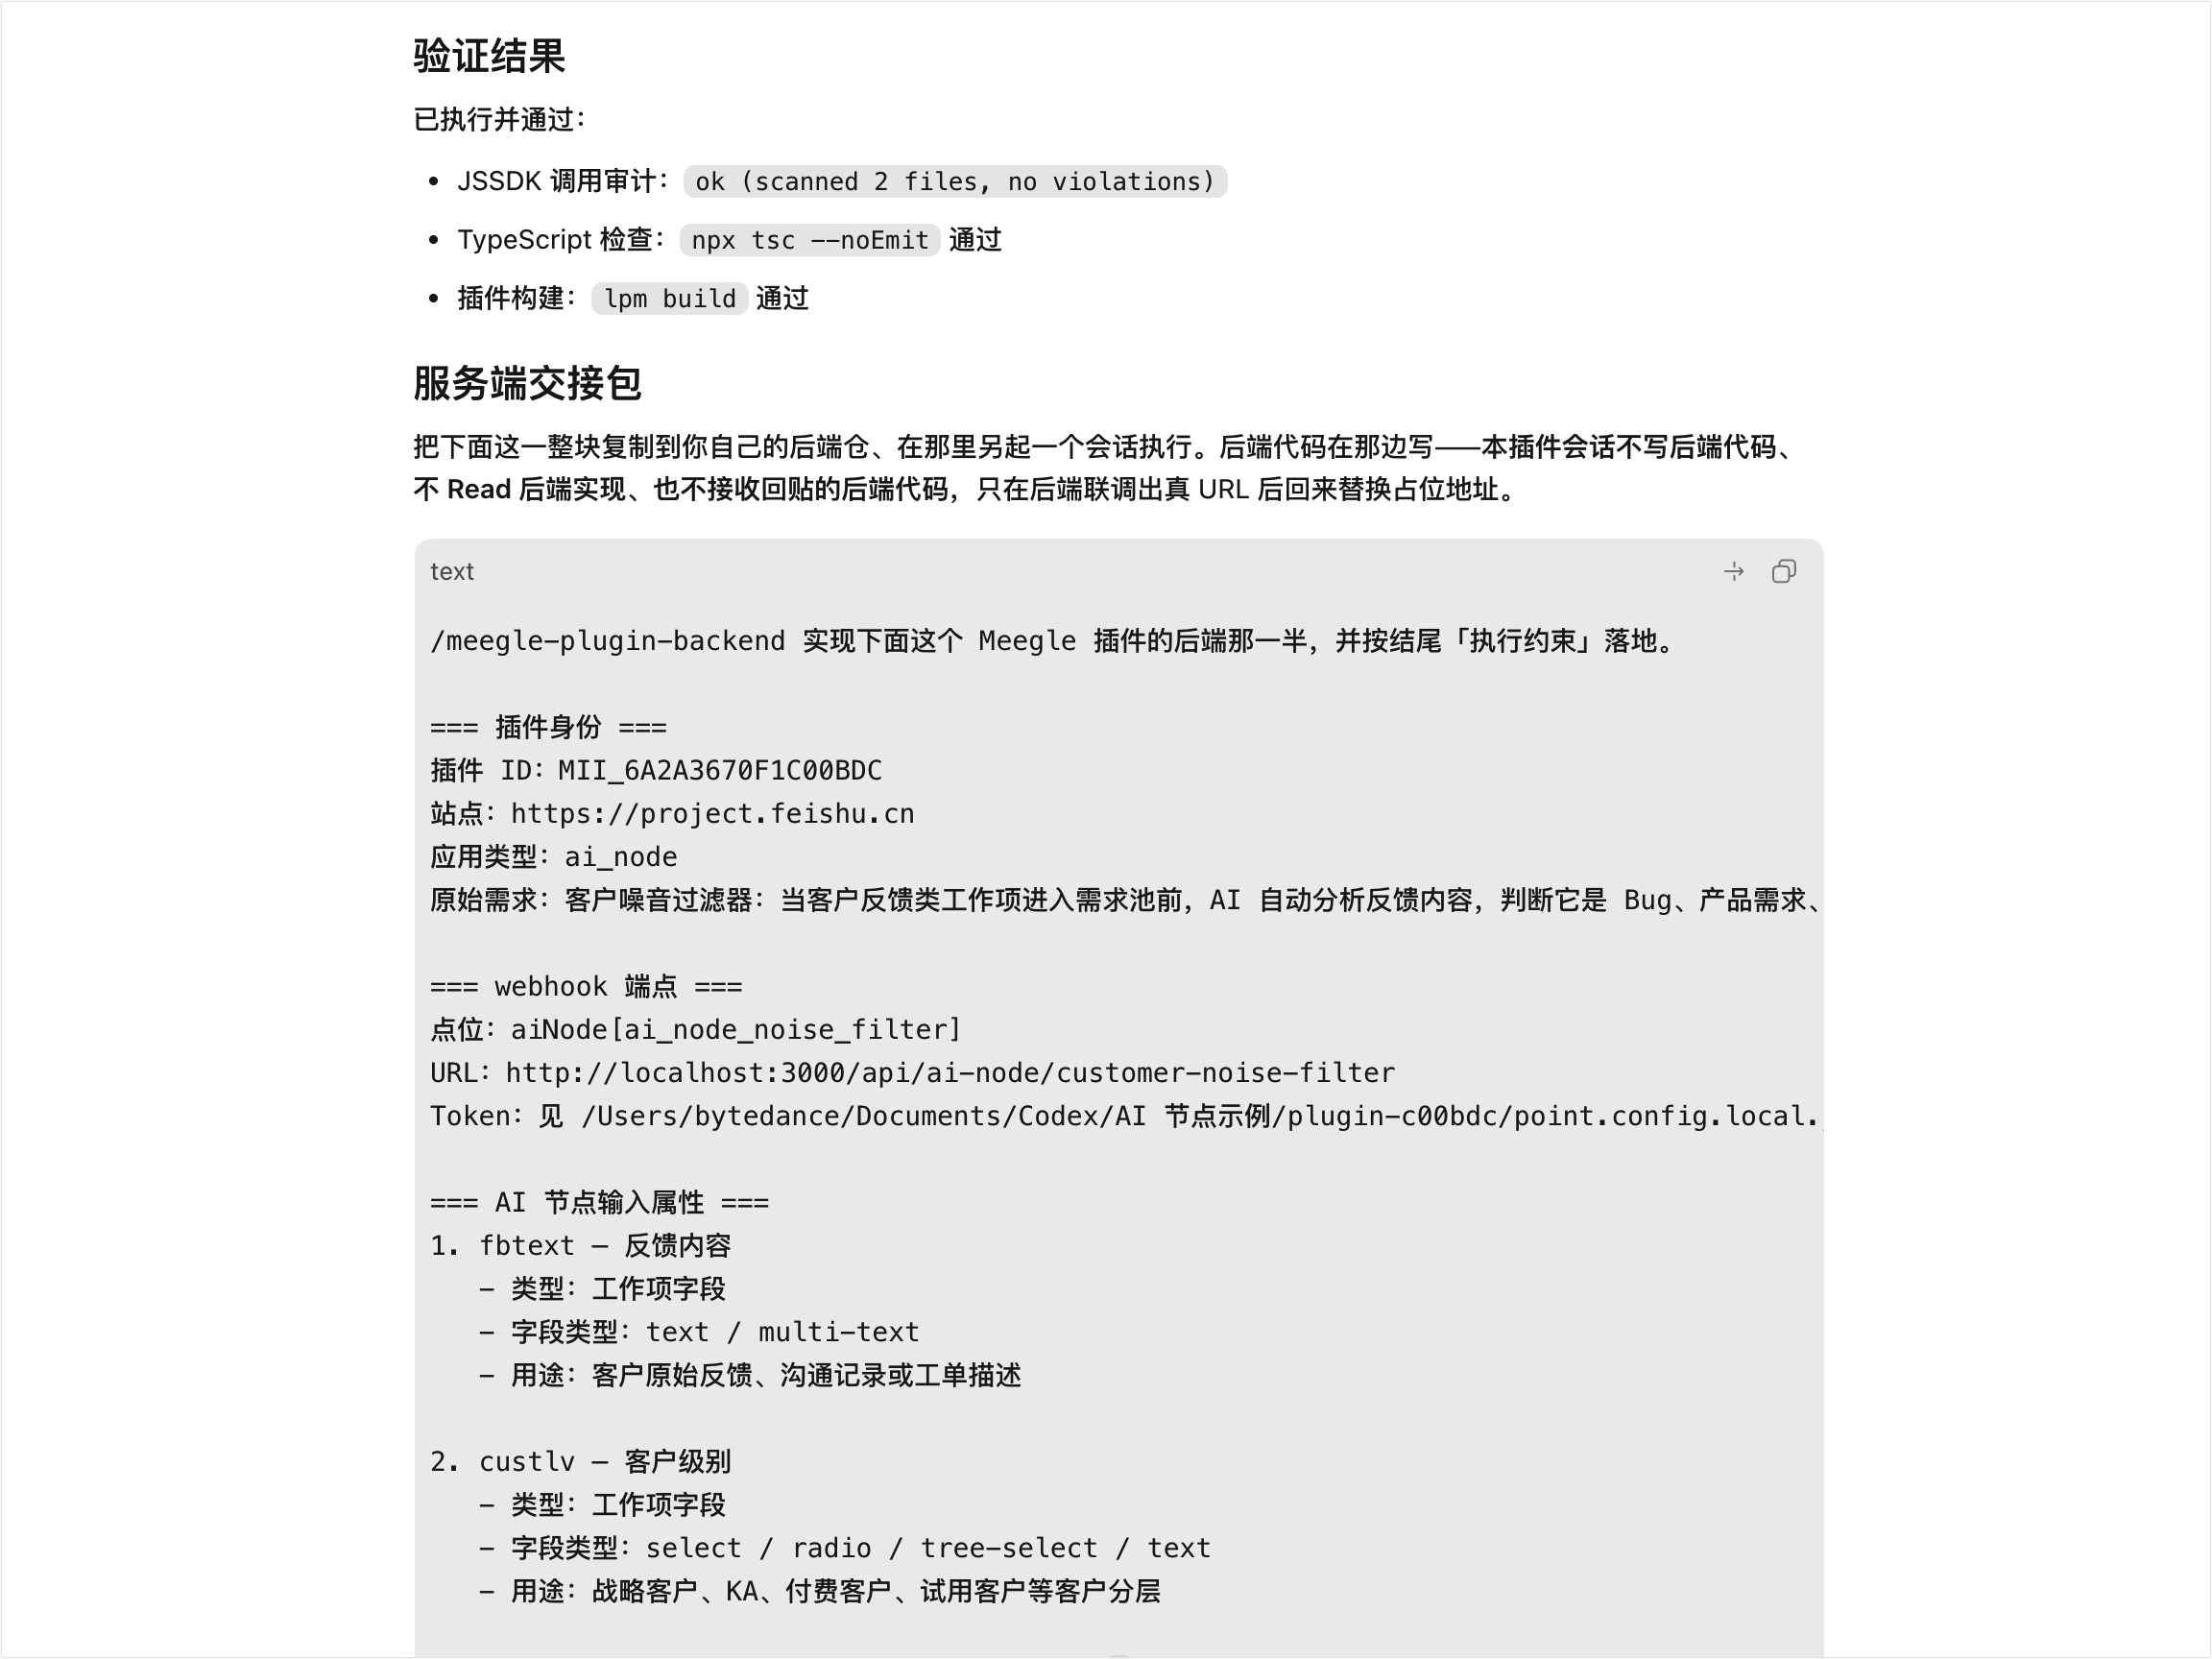 验证结果
已执行并通过：
• JSSDK 调用审计： ok (scanned 2 files, no violations)
• TypeScript 检查： npx tsc --noEmit 通过
• 插件构建： lpm build 通过
服务端交接包
把下面这一整块复制到你自己的后端仓、在那里另起一个会话执行。后端代码在那边写——本插件会话不写后端代码、
不 Read 后端实现、也不接收回贴的后端代码，只在后端联调出真 URL 后回来替换占位地址。
text
/meegle-plugin-backend 实现下面这个 Meegle 插件的后端那一半，并按结尾「执行约束」落地。
=== 插件身份 ===
插件 ID：MII_6A2A3670F1C00BDC
站点：https://project.feishu.cn
应用类型：ai_node
原始需求：客户噪音过滤器：当客户反馈类工作项进入需求池前，AI 自动分析反馈内容，判断它是 Bug、产品需求、
=== webhook 端点 ===
点位：aiNode[ai_node_noise_filter]
URL：http://localhost:3000/api/ai-node/customer-noise-filter
Token：见 /Users/bytedance/Documents/Codex/AI 节点示例/plugin-c00bdc/point.config.local.
=== AI 节点输入属性 ===
1. fbtext — 反馈内容
- 类型：工作项字段
- 字段类型：text / multi-text
- 用途：客户原始反馈、沟通记录或工单描述
2. custlv — 客户级别
- 类型：工作项字段
- 字段类型：select / radio / tree-select / text
- 用途：战略客户、KA、付费客户、试用客户等客户分层